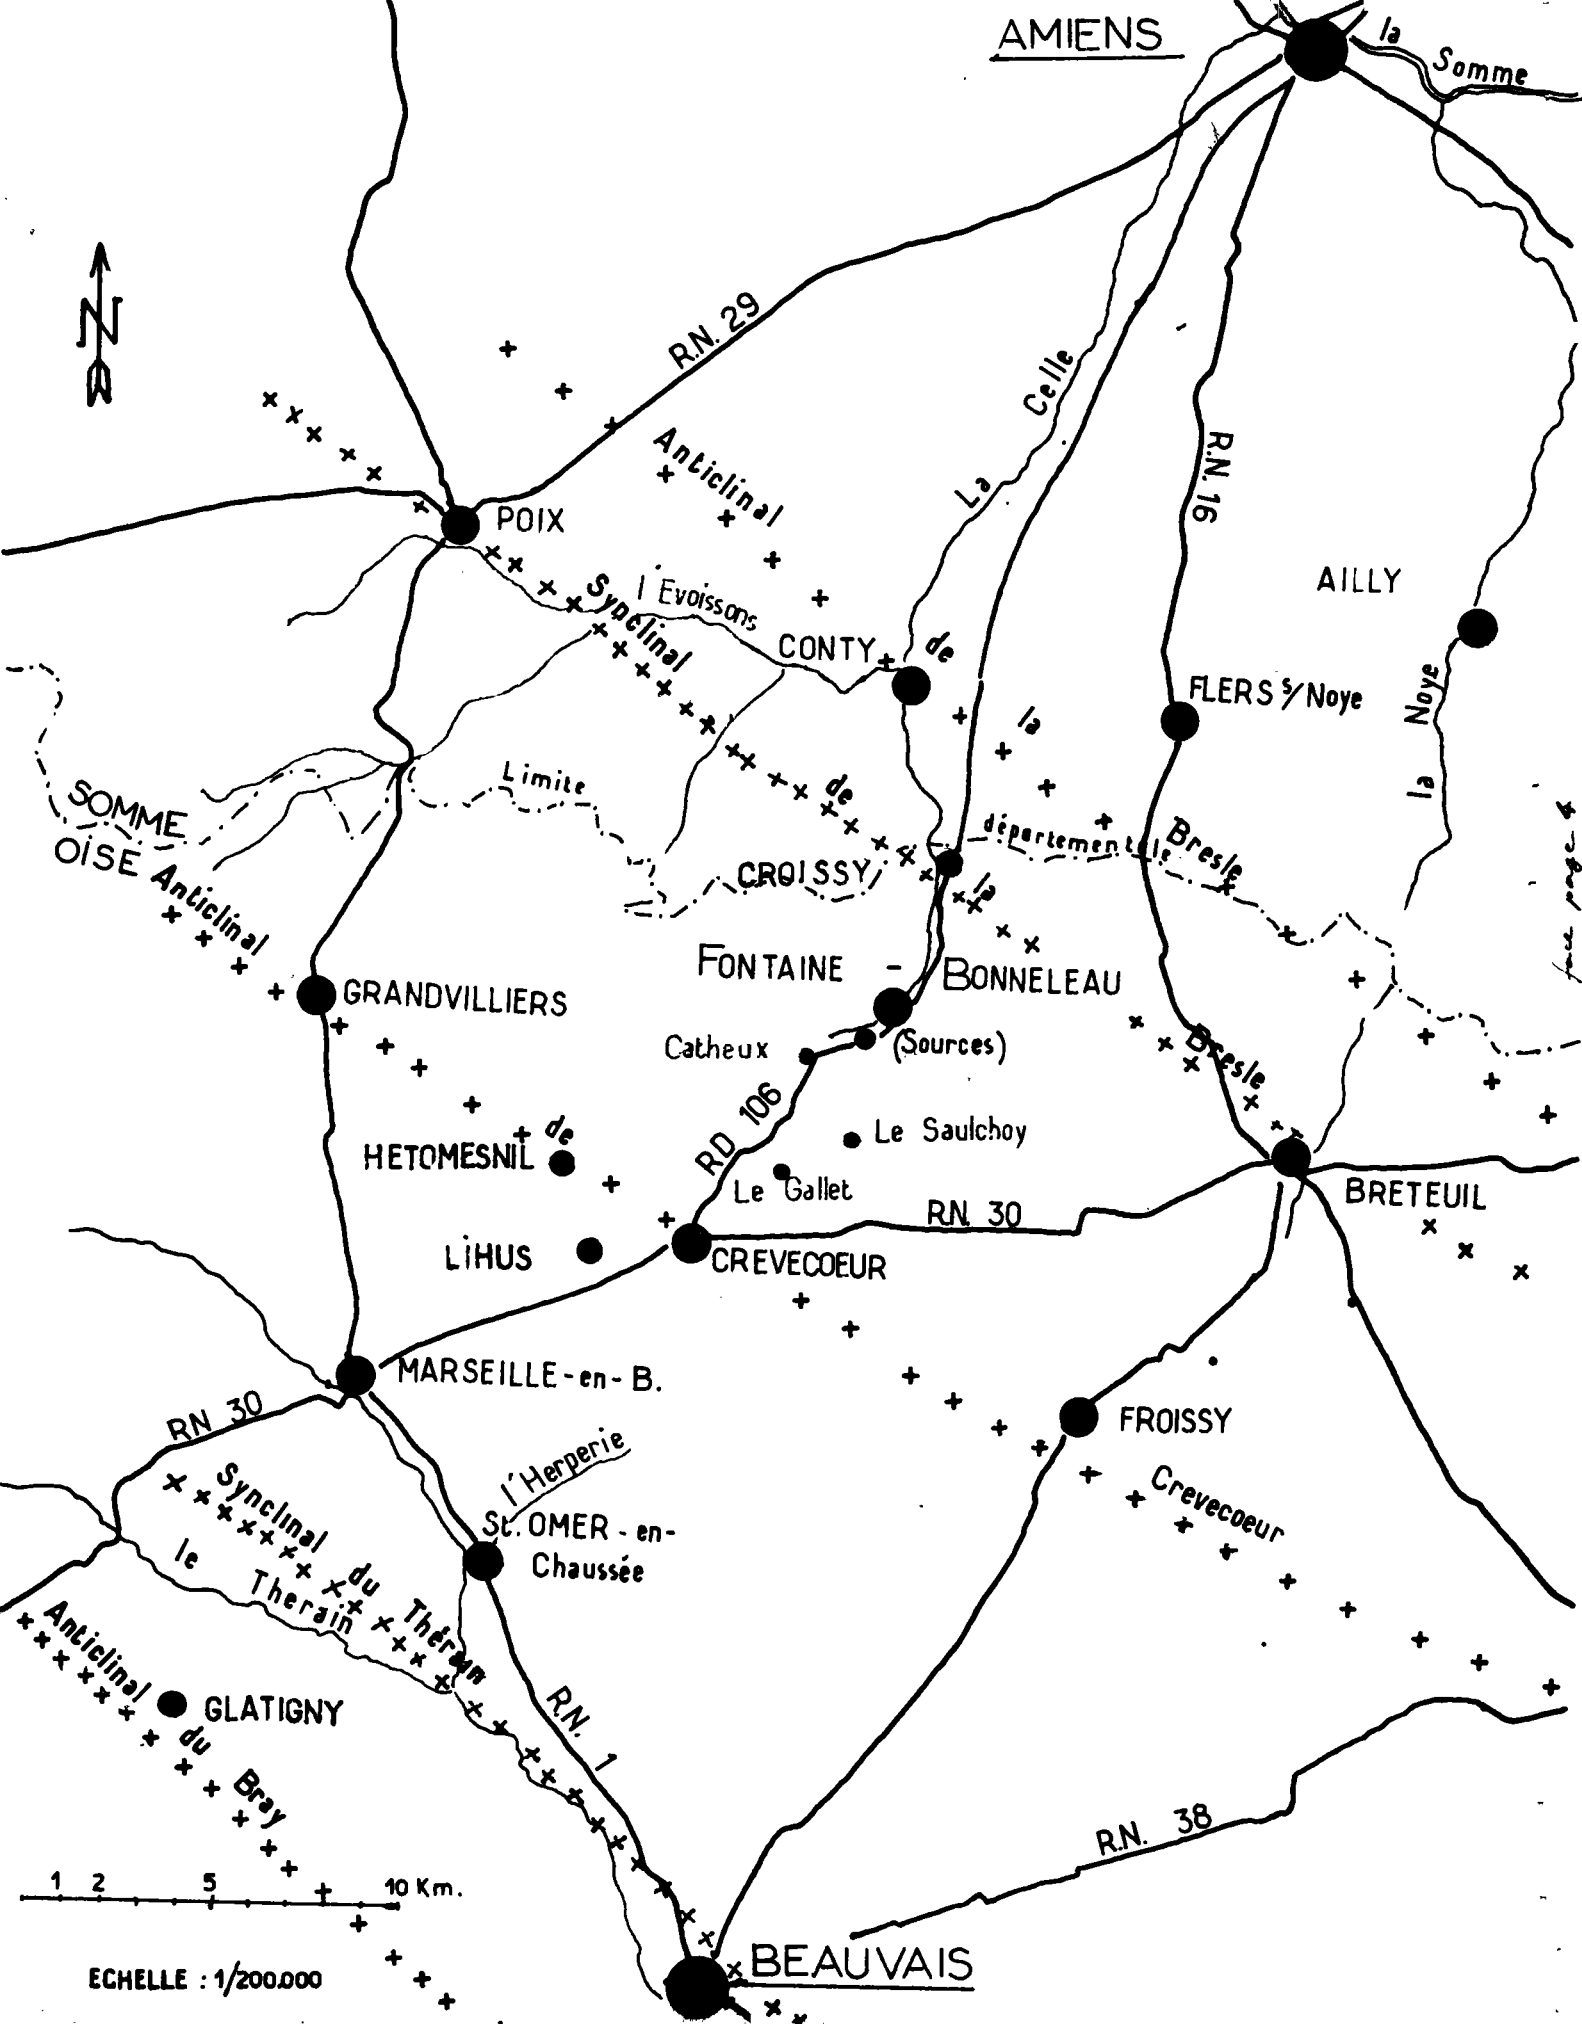 AMIENS
la Somme
N
R.N. 29
Anticlinal
La Celle
R.N. 16
POIX
AILLY
Synclinal
l'Evoissons
CONTY
de
la
FLERS s/Noye
la Noye
SOMME
OISE
Limite
départementale
de
Bresle
CROISSY
la
face page 4
Anticlinal
GRANDVILLIERS
FONTAINE - BONNELEAU
Catheux
(Sources)
Bresle
RD 106
Le Saulchoy
de
HETOMESNIL
Le Gallet
BRETEUIL
R.N. 30
LIHUS
CREVECOEUR
MARSEILLE-en-B.
RN 30
FROISSY
l'Herperie
Crevecoeur
Synclinal
du
Thérain
St. OMER-en-
Chaussée
le
Therain
Anticlinal
GLATIGNY
du
Bray
R.N. 1
R.N. 38
1 2 5 10 Km.
BEAUVAIS
ECHELLE : 1/200.000